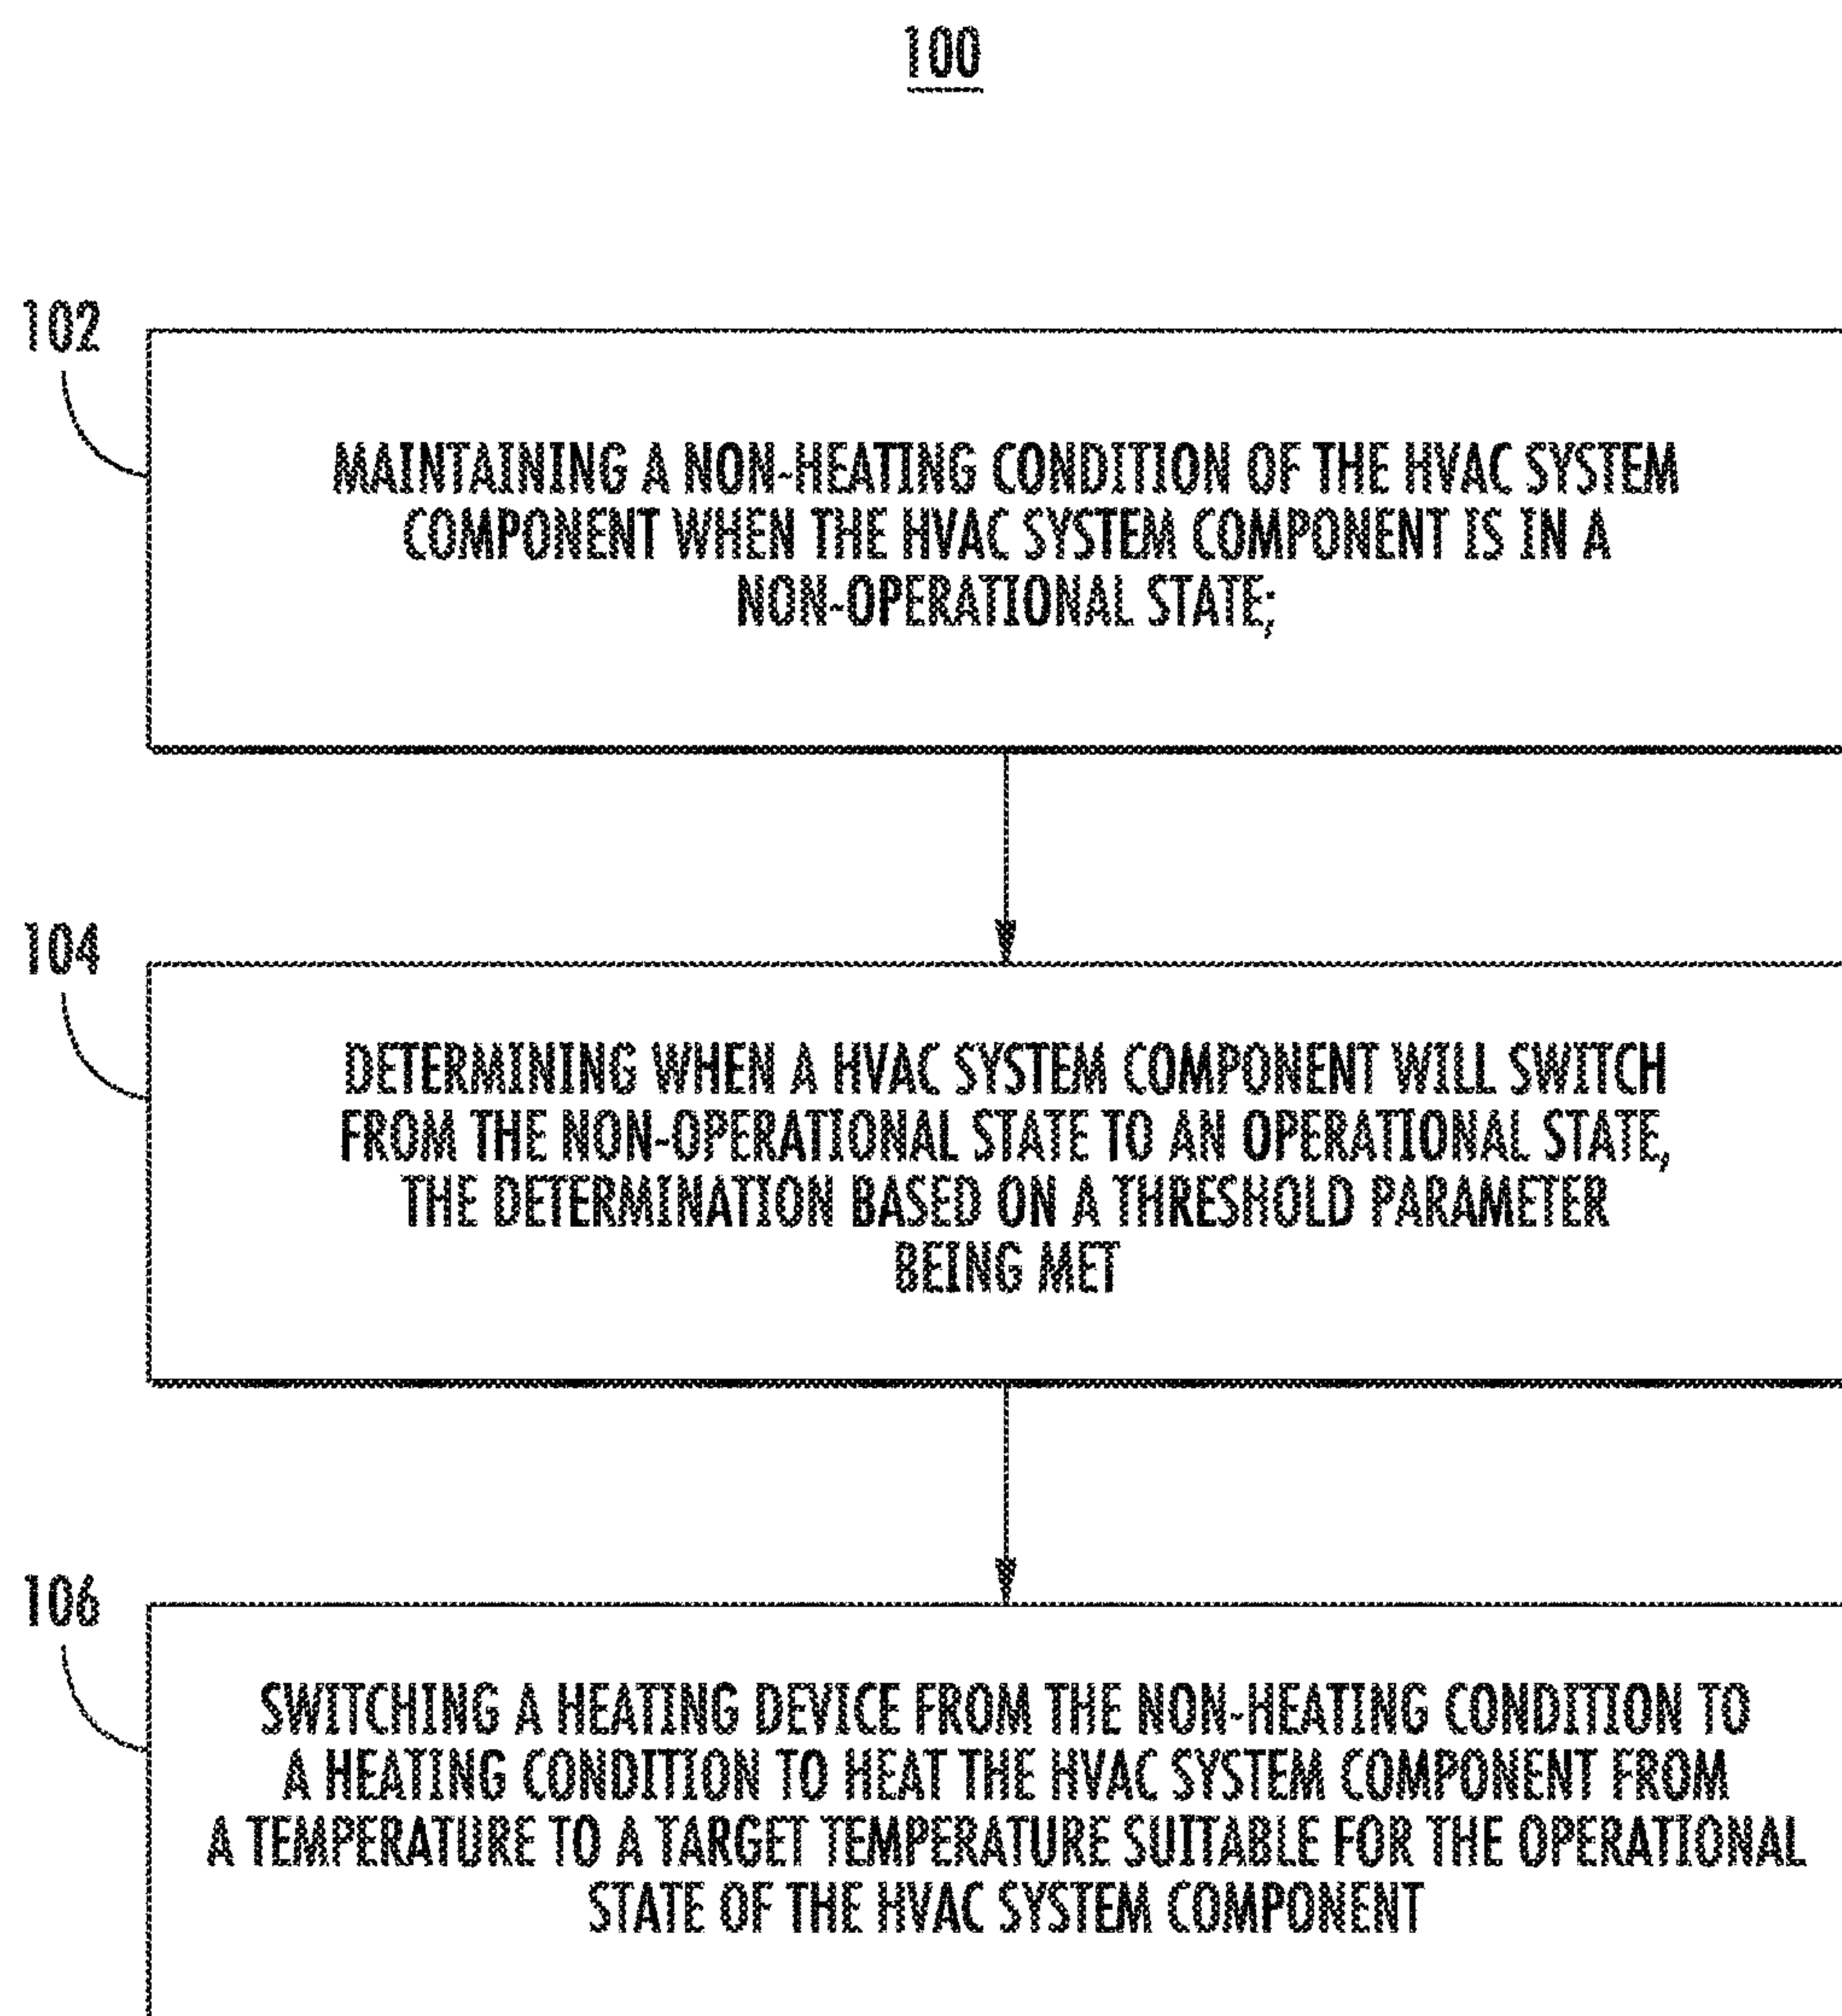 100
102
MAINTAINING A NON-HEATING CONDITION OF THE HVAC SYSTEM
COMPONENT WHEN THE HVAC SYSTEM COMPONENT IS IN A
NON-OPERATIONAL STATE;
104
DETERMINING WHEN A HVAC SYSTEM COMPONENT WILL SWITCH
FROM THE NON-OPERATIONAL STATE TO AN OPERATIONAL STATE,
THE DETERMINATION BASED ON A THRESHOLD PARAMETER
BEING MET
106
SWITCHING A HEATING DEVICE FROM THE NON-HEATING CONDITION TO
A HEATING CONDITION TO HEAT THE HVAC SYSTEM COMPONENT FROM
A TEMPERATURE TO A TARGET TEMPERATURE SUITABLE FOR THE OPERATIONAL
STATE OF THE HVAC SYSTEM COMPONENT